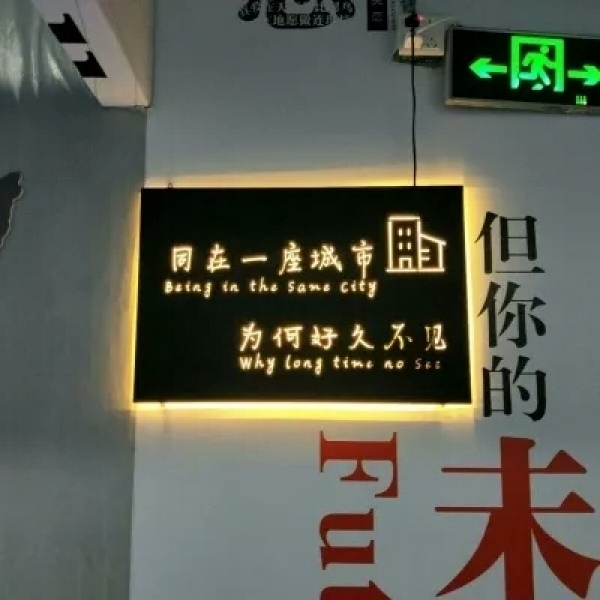 同在一座城市
Being in the Same City
为何好久不见
Why long time no See
但你的
未
Fut